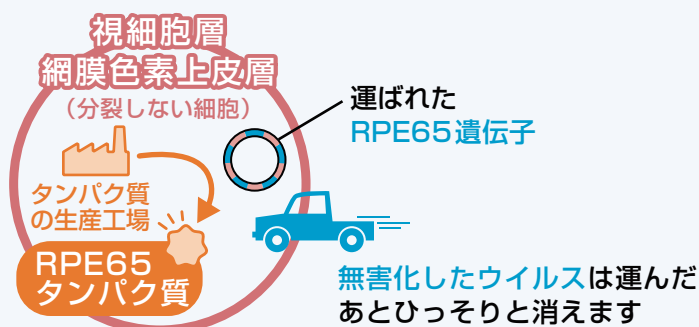 視細胞層
網膜色素上皮層
（分裂しない細胞）
運ばれた
RPE65遺伝子
タンパク質
の生産工場
RPE65
タンパク質
無害化したウイルスは運んだ
あとひっそりと消えます